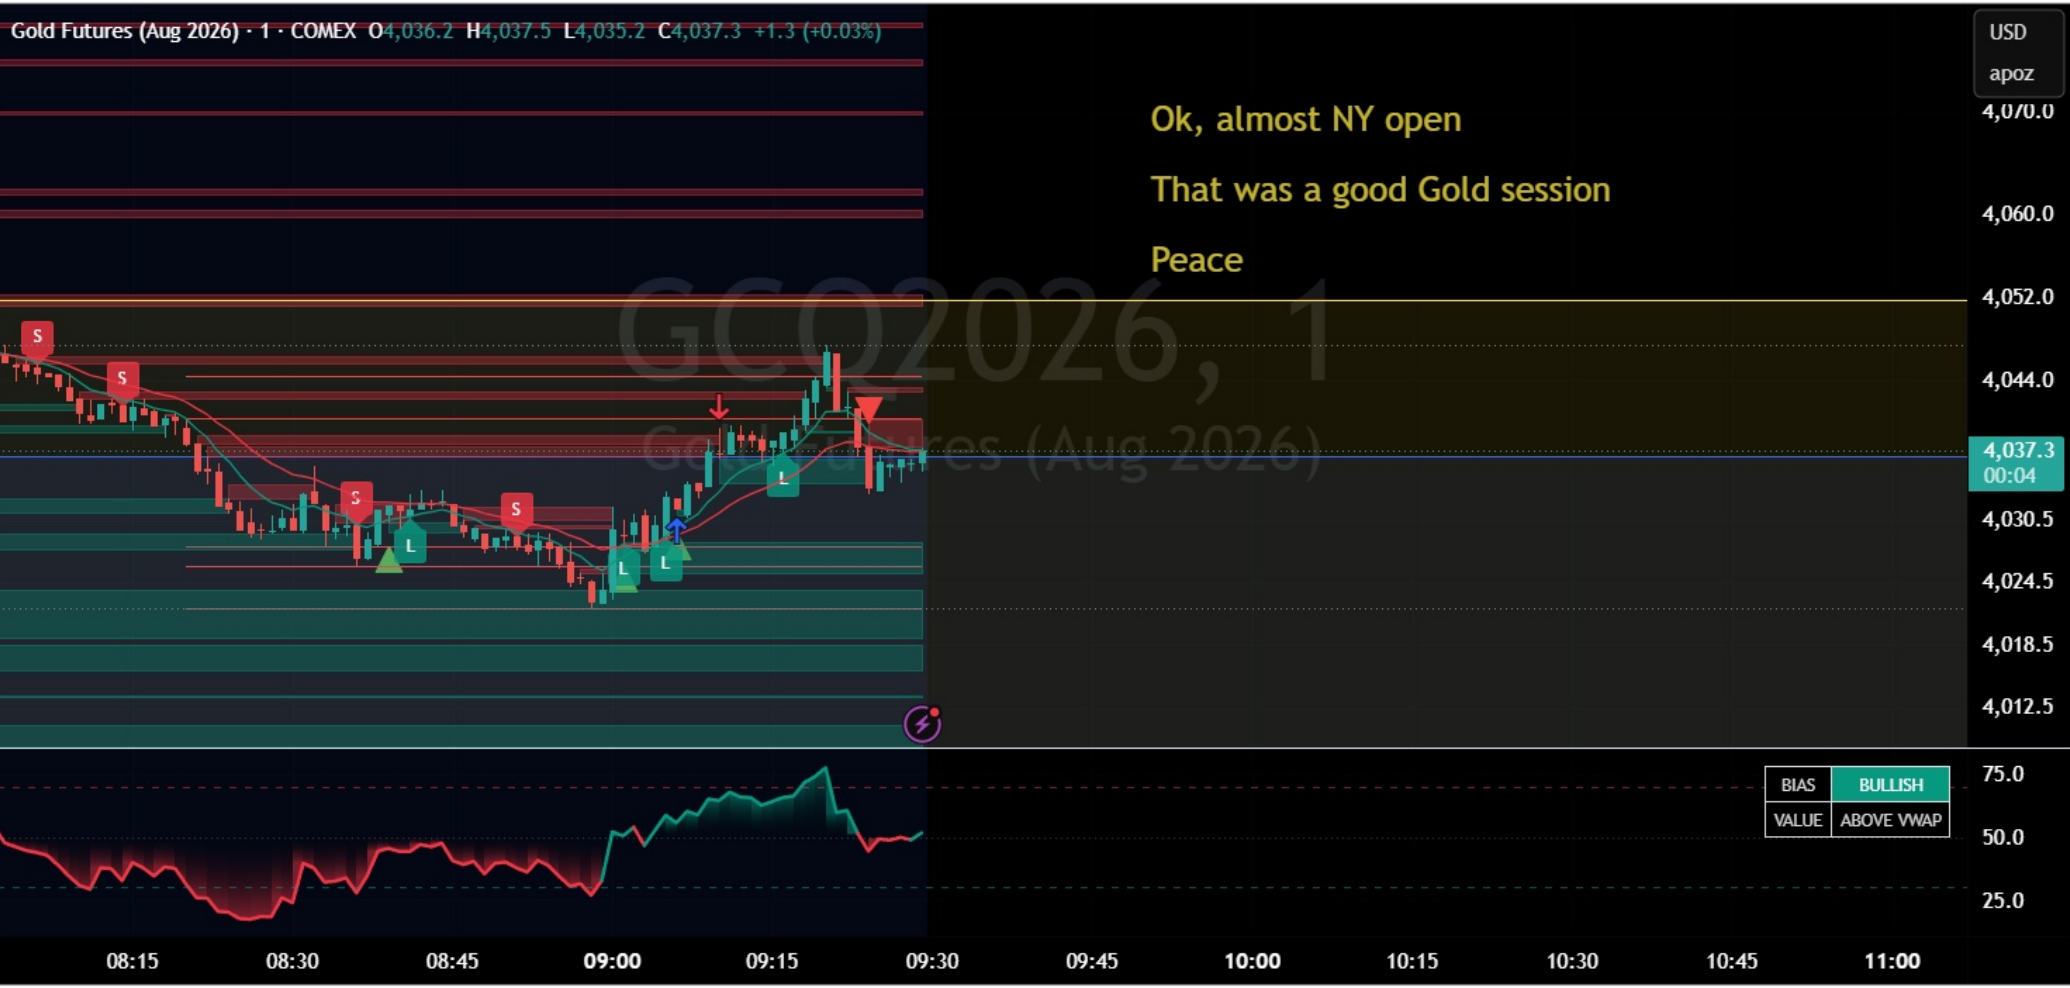 Gold Futures (Aug 2026) · 1 · COMEX O4,036.2 H4,037.5 L4,035.2 C4,037.3 +1.3 (+0.03%)
USD
apoz
4,070.0
Ok, almost NY open
That was a good Gold session
4,060.0
Peace
GCQ2026, 1
4,052.0
S
S
4,044.0
Gold Futures (Aug 2026)
4,037.3
00:04
L
S
S
4,030.5
L
L
L
4,024.5
4,018.5
4,012.5
75.0
BIAS BULLISH
VALUE ABOVE VWAP
50.0
25.0
08:15 08:30 08:45 09:00 09:15 09:30 09:45 10:00 10:15 10:30 10:45 11:00